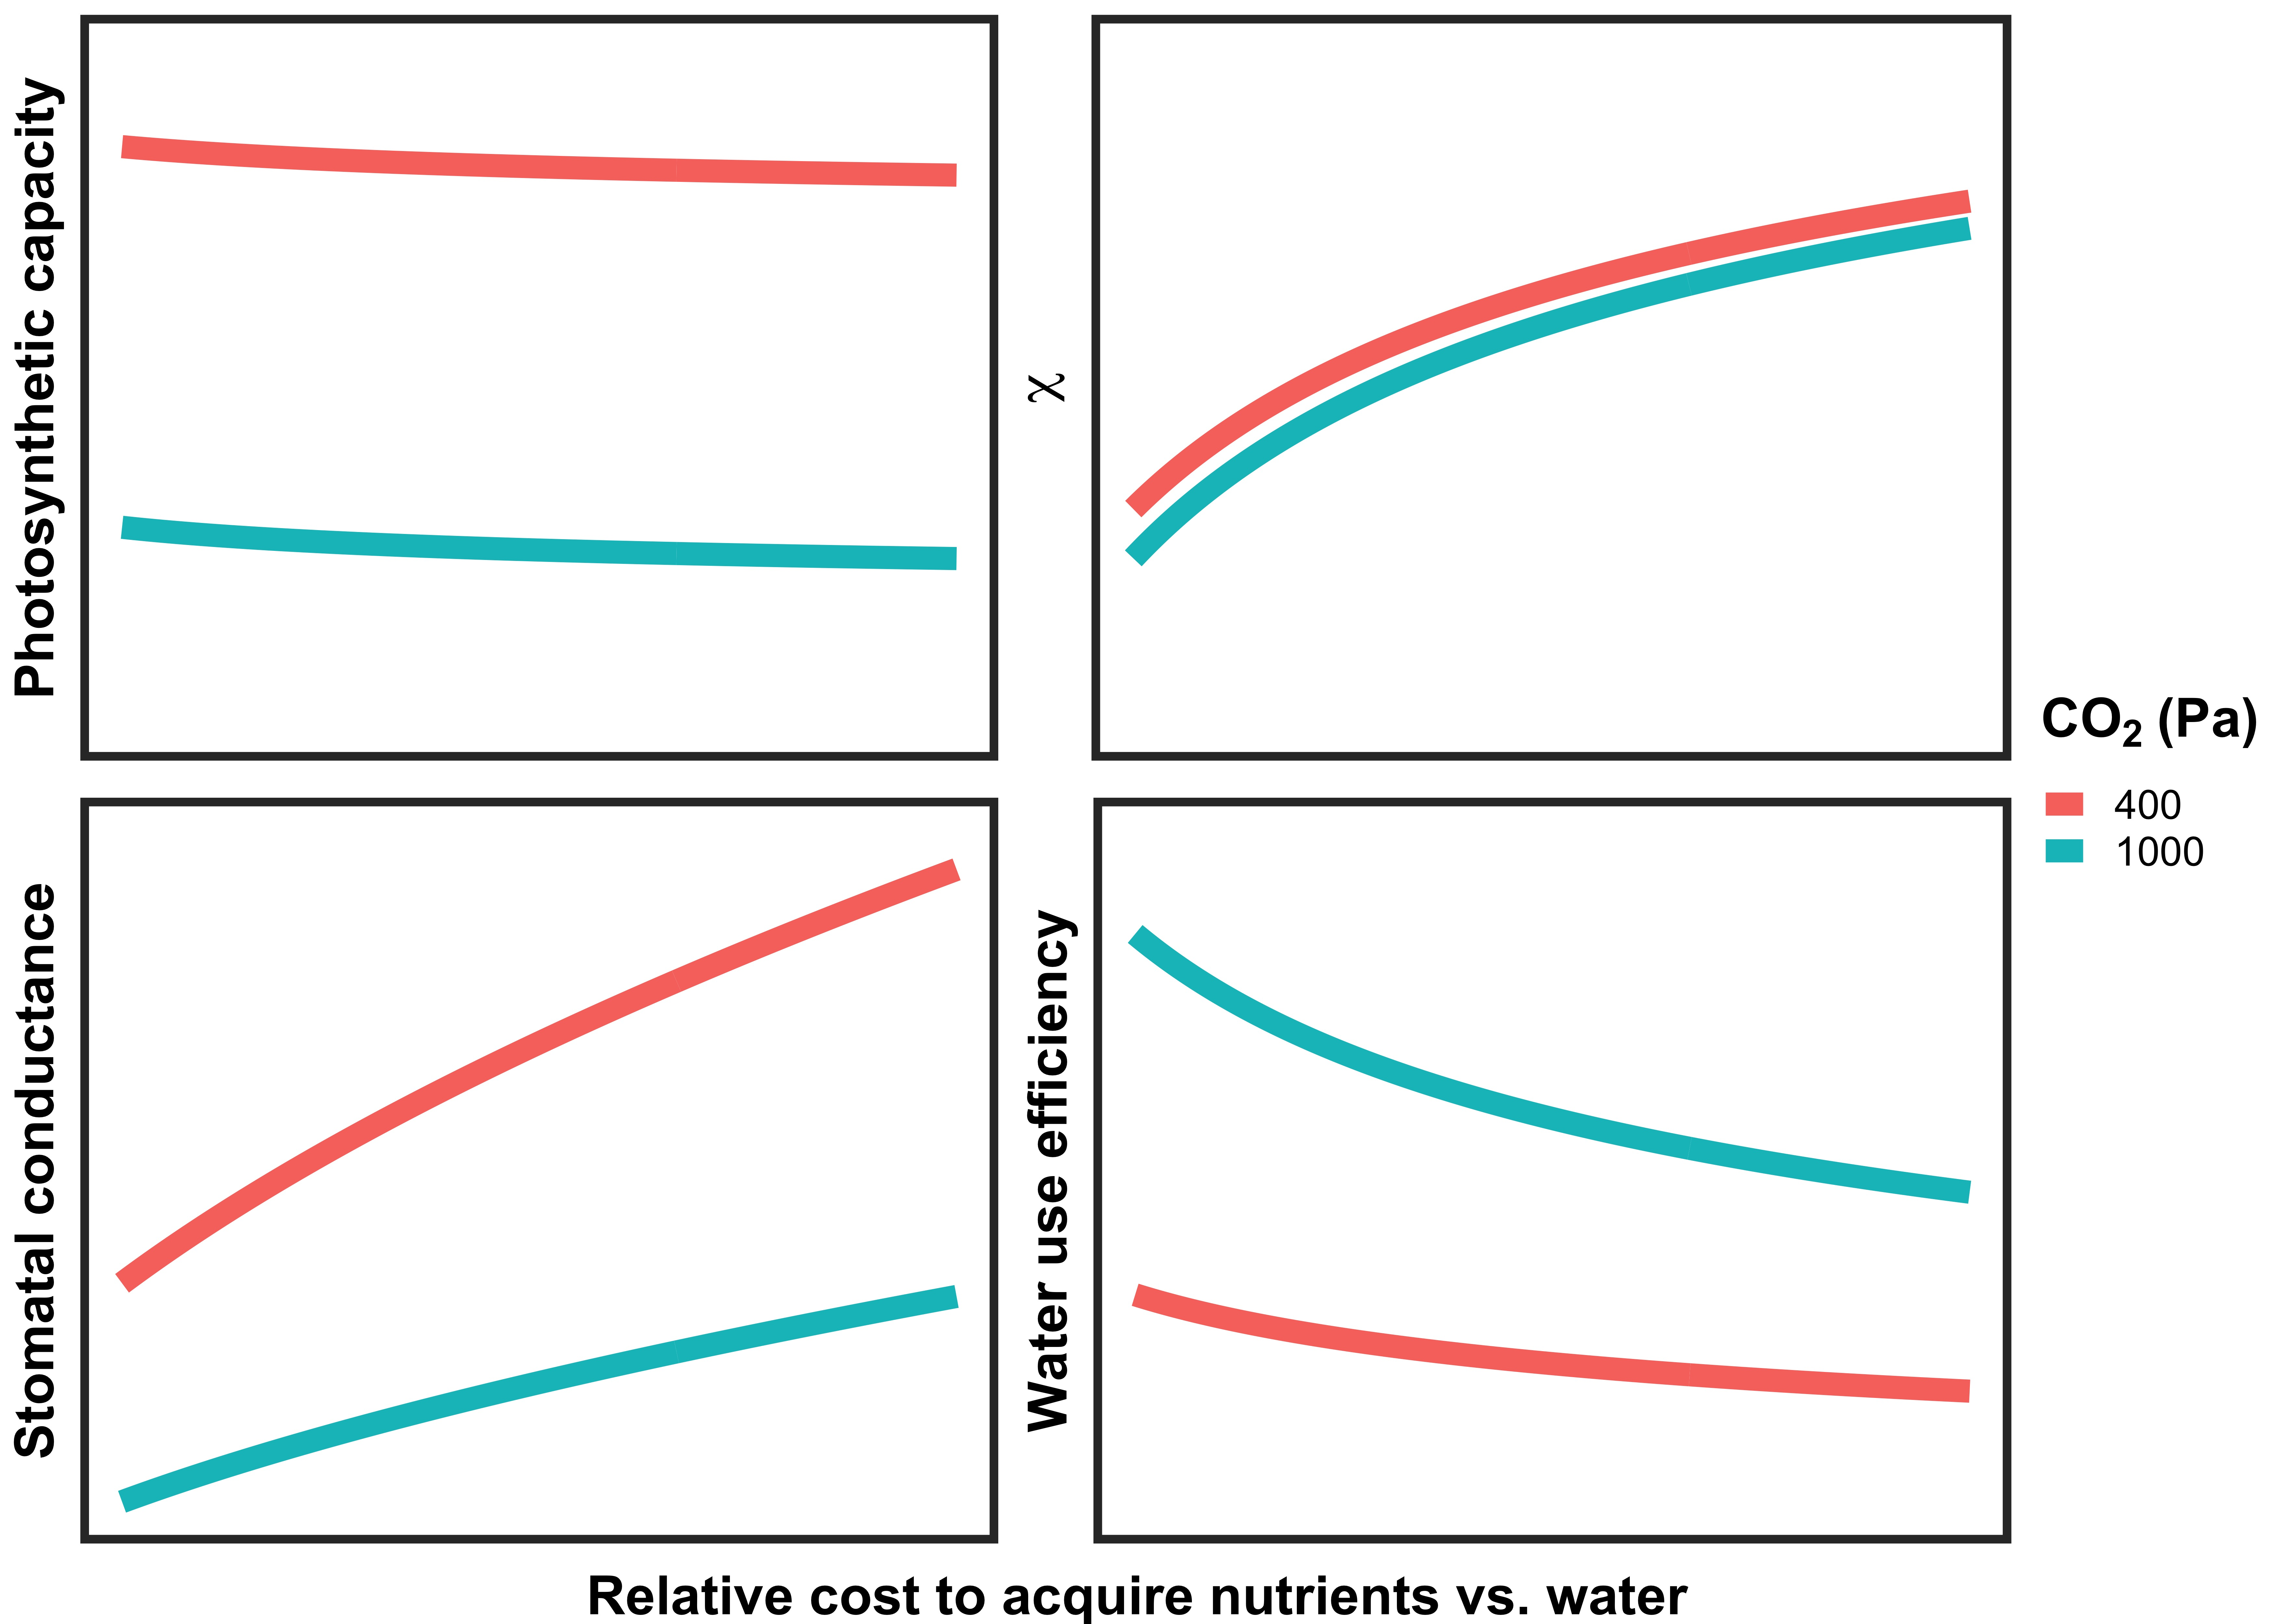 Photosynthetic capacity
χ
Stomatal conductance
Water use efficiency
CO₂ (Pa)
400
1000
Relative cost to acquire nutrients vs. water